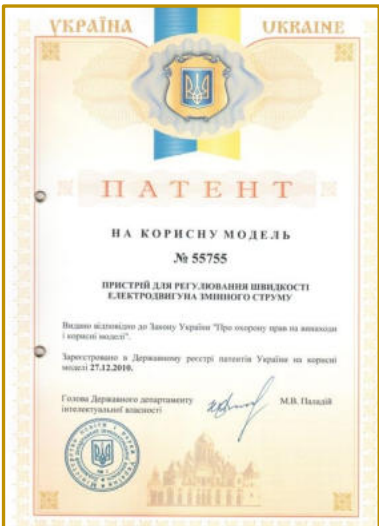 УКРАЇНА UKRAINE
ПАТЕНТ
НА КОРИСНУ МОДЕЛЬ
№ 55755
ПРИСТРІЙ ДЛЯ РЕГУЛЮВАННЯ ШВИДКОСТІ
ЕЛЕКТРОДВИГУНА ЗМІННОГО СТРУМУ
Видано відповідно до Закону України "Про охорону прав на винаходи
і корисні моделі".
Зареєстровано в Державному реєстрі патентів України на корисні
моделі 27.12.2010.
Голова Державного департаменту
інтелектуальної власності
М.В. Паладій